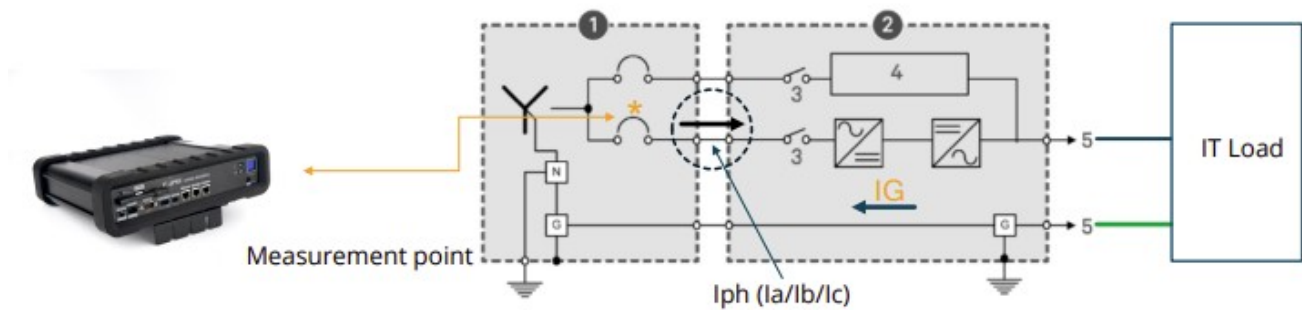 1
2
4
*
3
3
5
IT Load
N
IG
G
G
5
Measurement point
Iph (Ia/Ib/Ic)